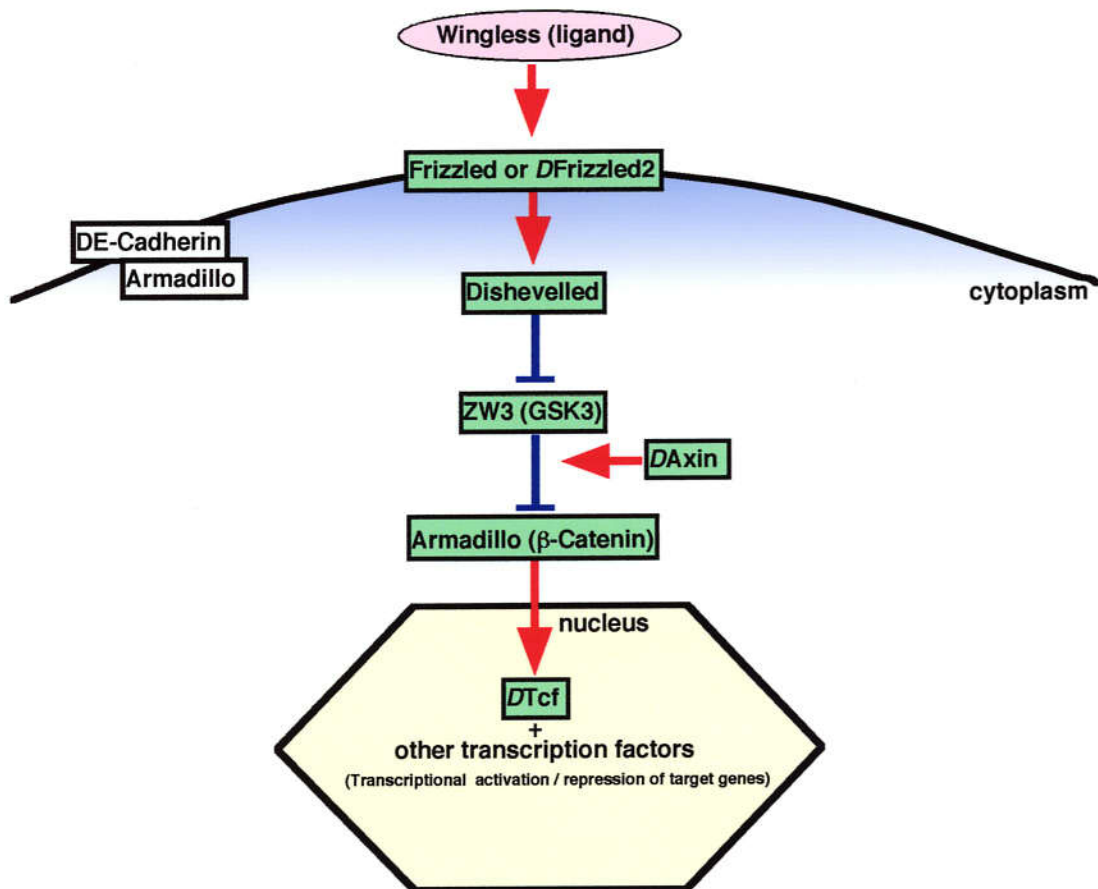 Wingless (ligand)
Frizzled or DFrizzled2
DE-Cadherin
Armadillo
Dishevelled
cytoplasm
ZW3 (GSK3)
DAxin
Armadillo (β-Catenin)
nucleus
DTcf
+
other transcription factors
(Transcriptional activation / repression of target genes)